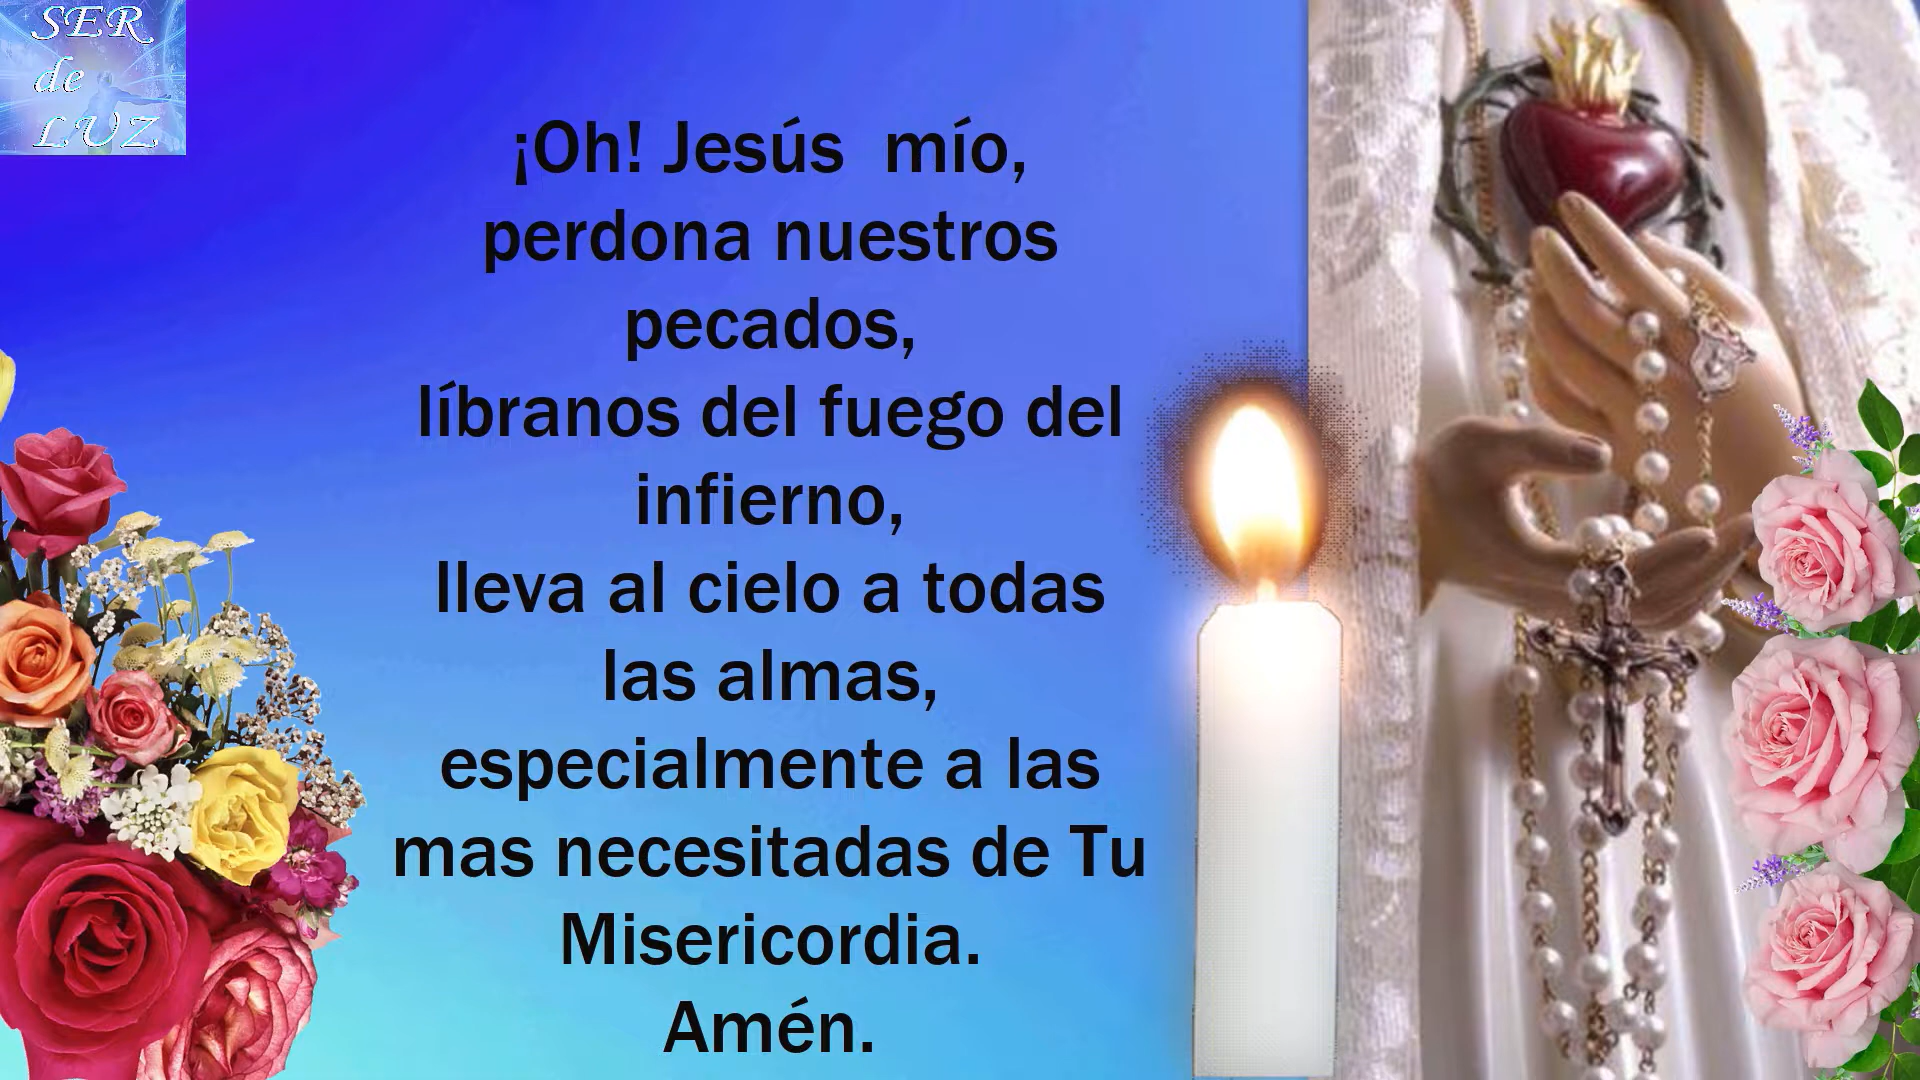 SER
de
LUZ
¡Oh! Jesús  mío,
perdona nuestros
pecados,
líbranos del fuego del
infierno,
lleva al cielo a todas
las almas,
especialmente a las
mas necesitadas de Tu
Misericordia.
Amén.